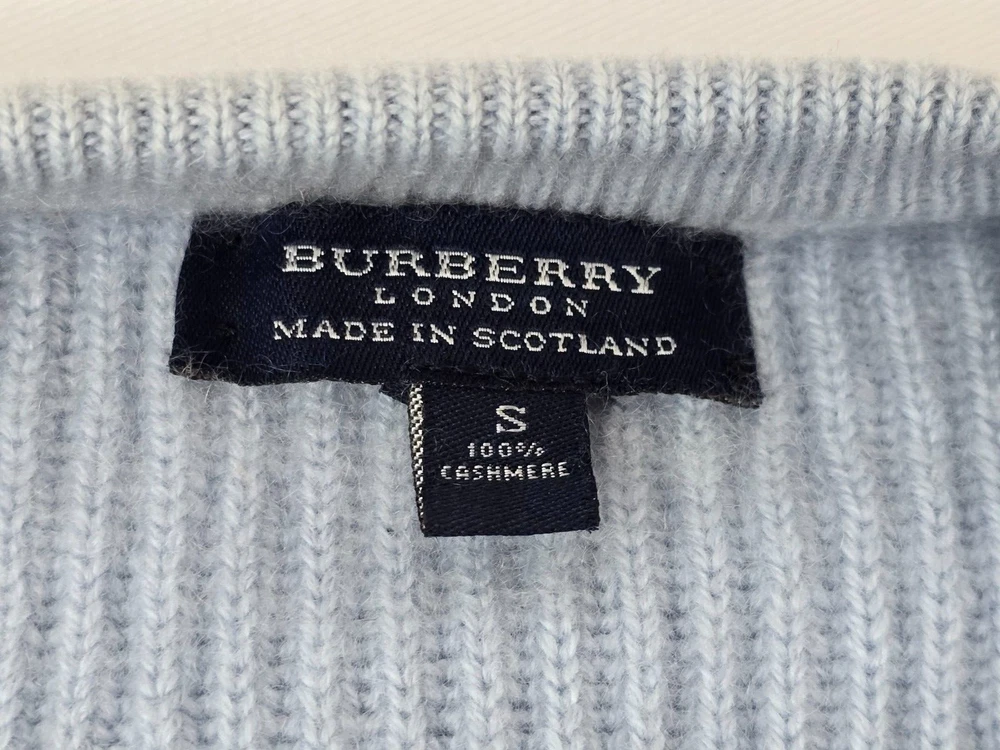 BURBERRY
LONDON
MADE IN SCOTLAND
S
100%
CASHMERE